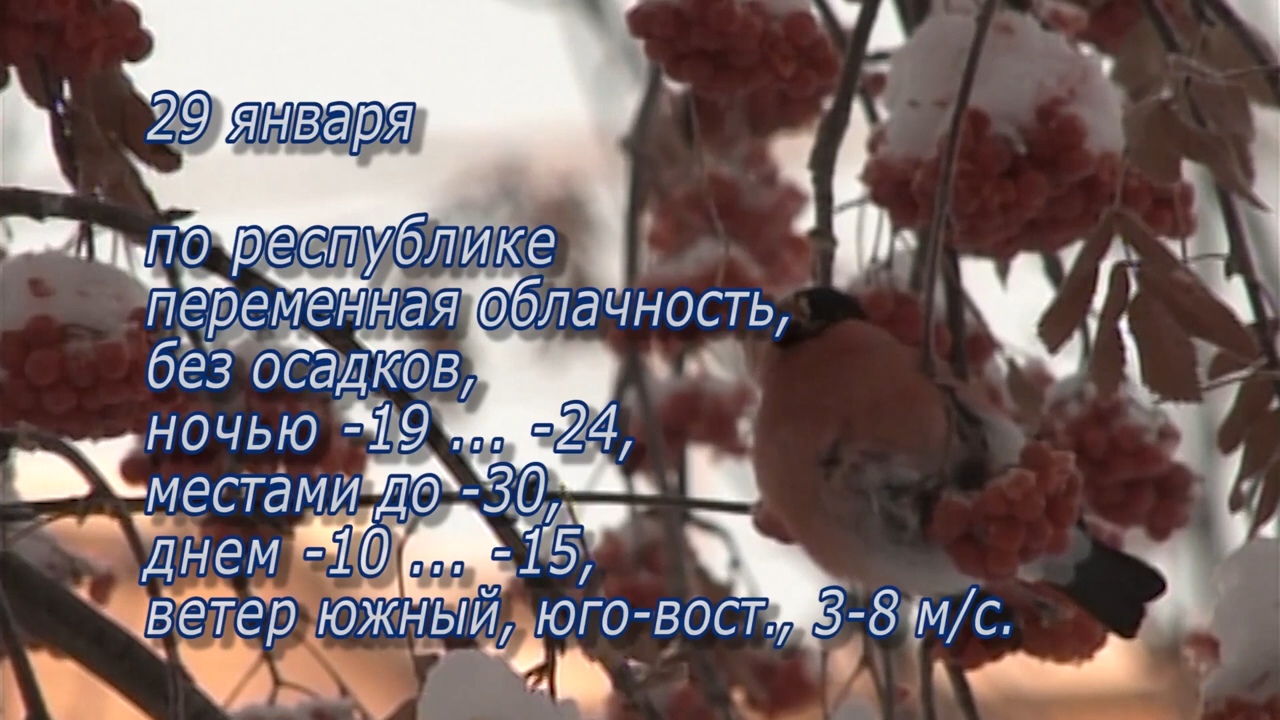 29 января
по республике
переменная облачность,
без осадков,
ночью -19 ... -24,
местами до -30,
днем -10 ... -15,
ветер южный, юго-вост., 3-8 м/с.